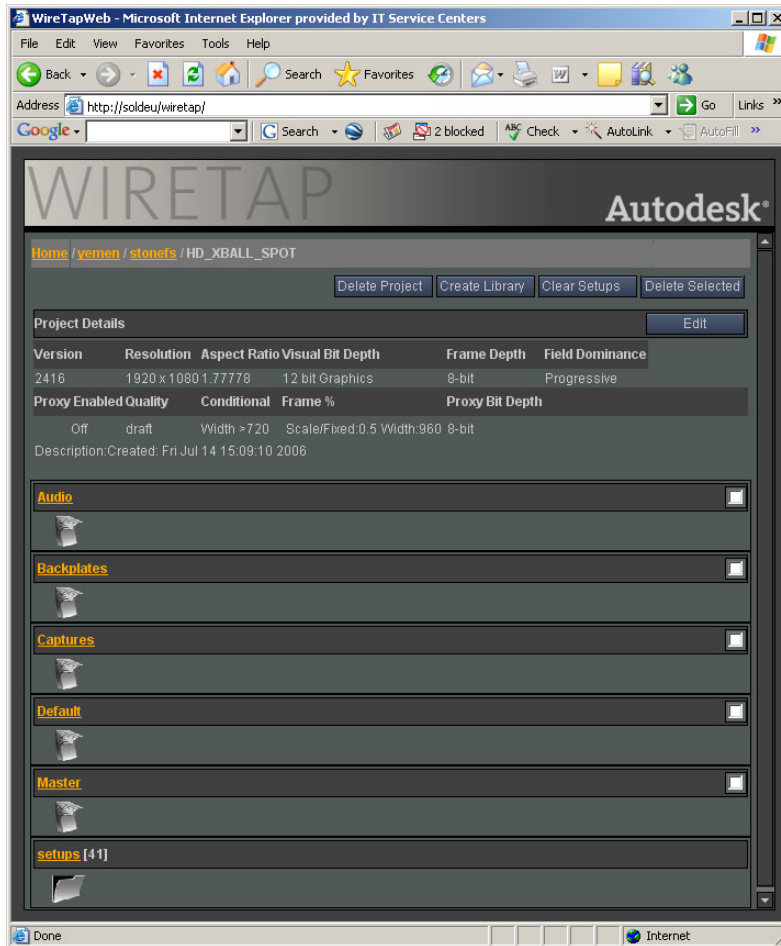 WireTapWeb - Microsoft Internet Explorer provided by IT Service Centers
File Edit View Favorites Tools Help
Back Search Favorites
Address http://soldeu/wiretap/ Go Links »
Google Search 2 blocked ABC Check AutoLink AutoFill »
WIRETAP
Autodesk®
Home / yemen / stonefs / HD_XBALL_SPOT
Delete Project Create Library Clear Setups Delete Selected
Project Details Edit
Version Resolution Aspect Ratio Visual Bit Depth Frame Depth Field Dominance
2416 1920 x 1080 1.77778 12 bit Graphics 8-bit Progressive
Proxy Enabled Quality Conditional Frame % Proxy Bit Depth
Off draft Width >720 Scale/Fixed:0.5 Width:960 8-bit
Description:Created: Fri Jul 14 15:09:10 2006
Audio
Backplates
Captures
Default
Master
setups [41]
Done Internet